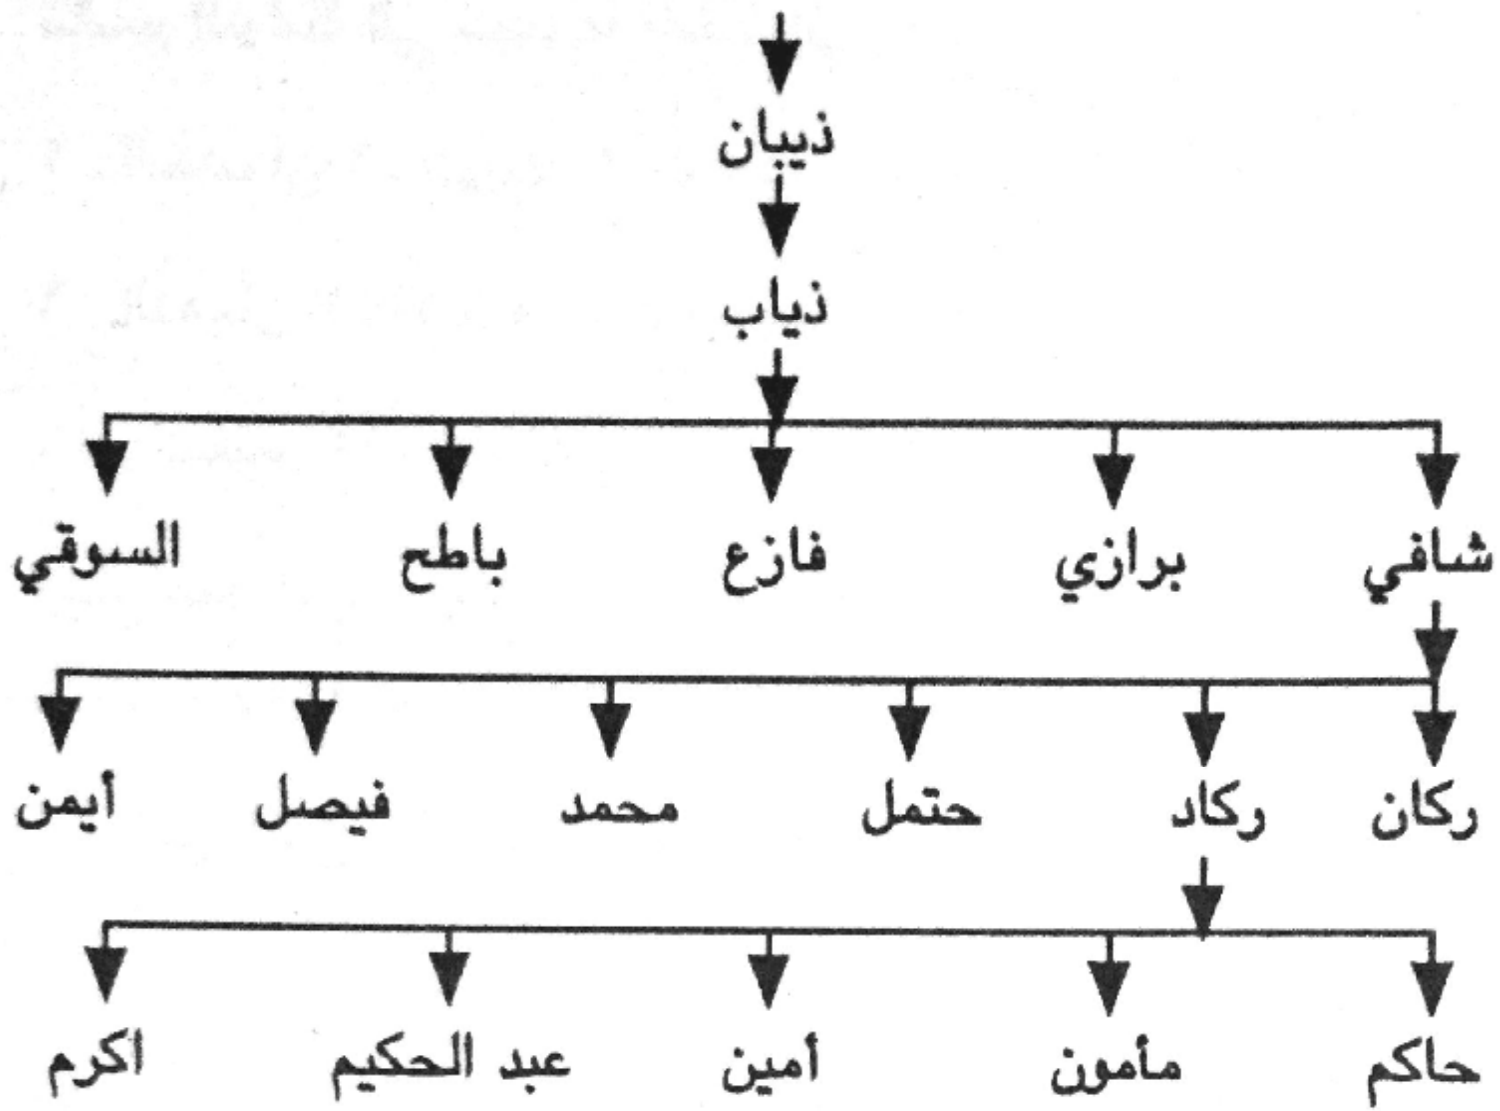 ذيبان
ذياب
شافي برازي فازع باطح السوقي
ركان ركاد حتمل محمد فيصل أيمن
حاكم مأمون أمين عبد الحكيم اكرم